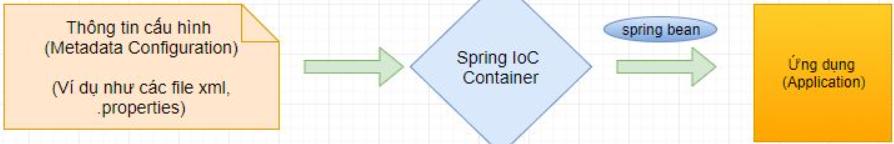 Thông tin cấu hình
(Metadata Configuration)
(Ví dụ như các file xml,
.properties)
Spring IoC
Container
spring bean
Ứng dụng
(Application)